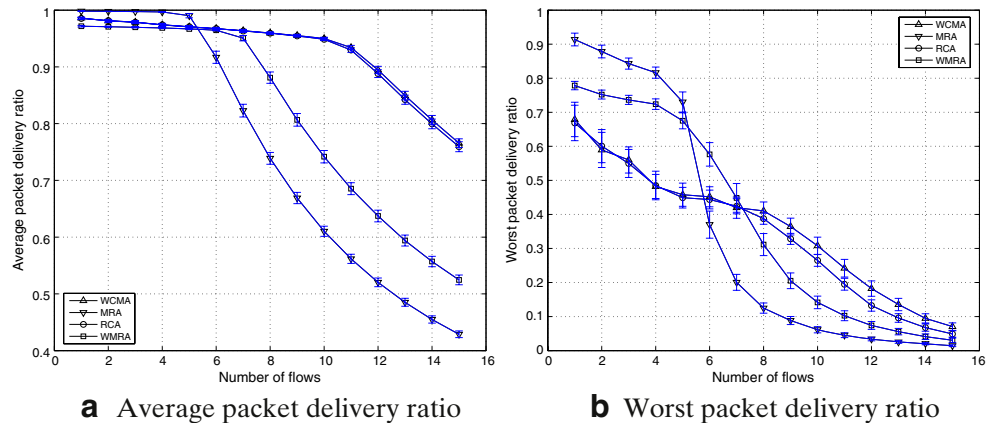 1
0.9
0.8
0.7
0.6
0.5
0.4
Average packet delivery ratio
WCMA
MRA
RCA
WMRA
0 2 4 6 8 10 12 14 16
Number of flows
a Average packet delivery ratio
1
0.9
0.8
0.7
0.6
0.5
0.4
0.3
0.2
0.1
0
Worst packet delivery ratio
WCMA
MRA
RCA
WMRA
0 2 4 6 8 10 12 14 16
Number of flows
b Worst packet delivery ratio